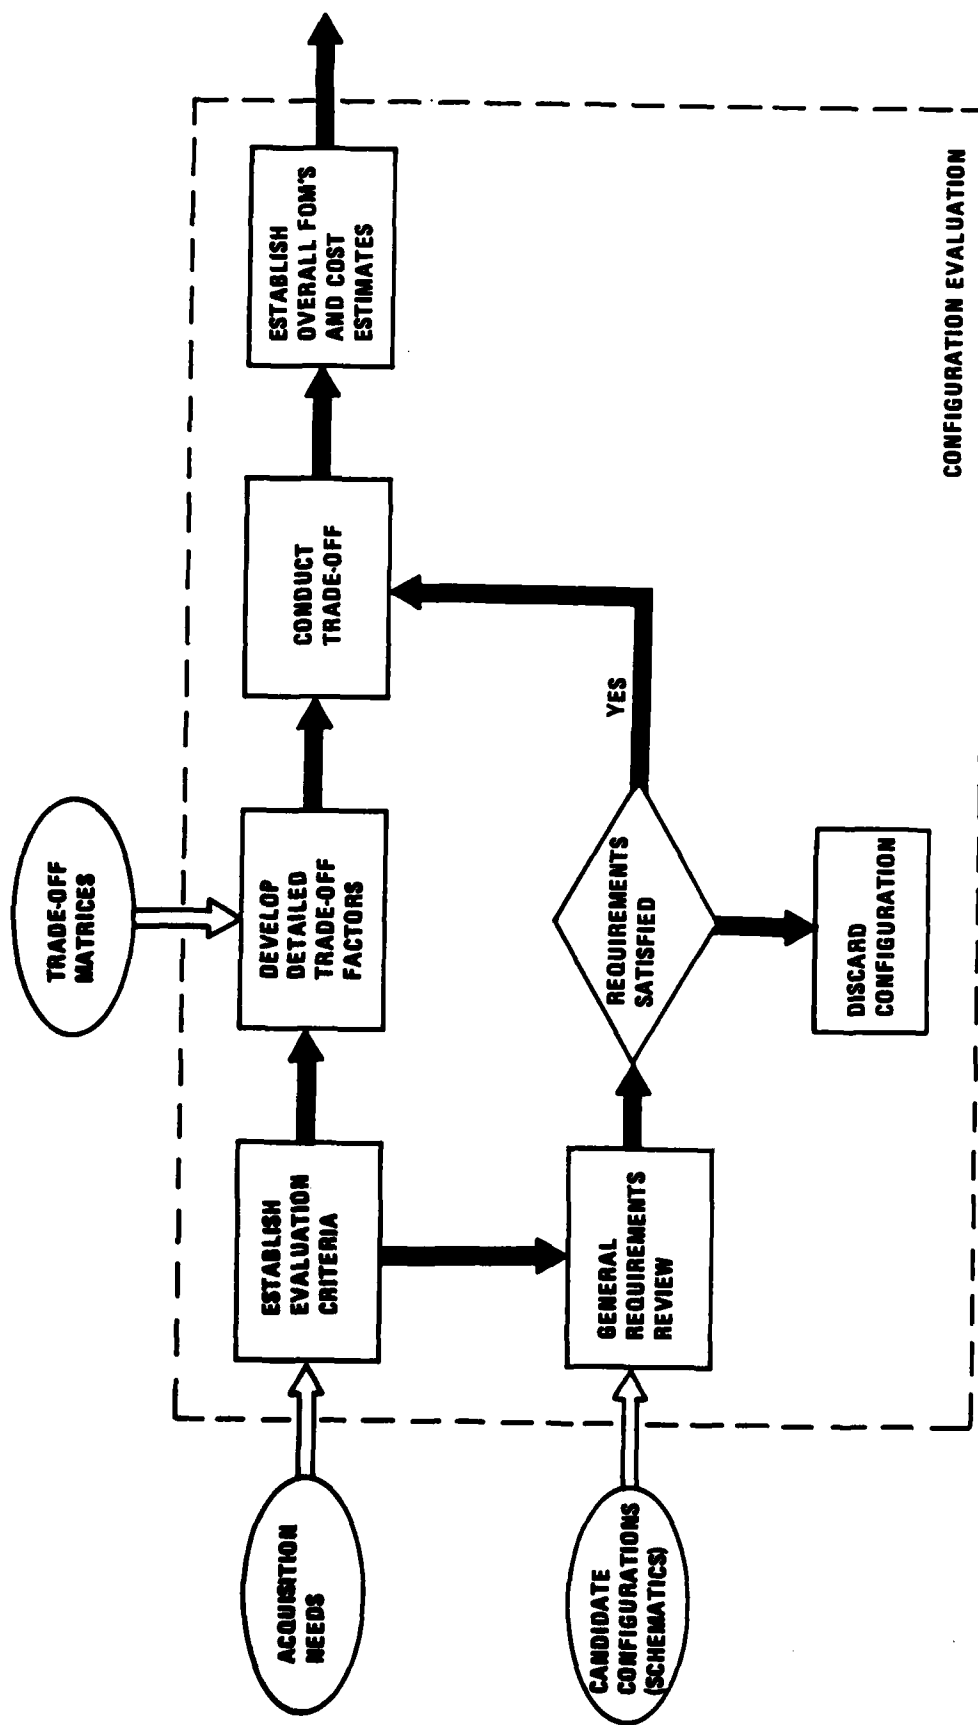 TRADE-OFF
MATRICES
ACQUISITION
NEEDS
ESTABLISH
EVALUATION
CRITERIA
DEVELOP
DETAILED
TRADE-OFF
FACTORS
CONDUCT
TRADE-OFF
ESTABLISH
OVERALL FOM'S
AND COST
ESTIMATES
CANDIDATE
CONFIGURATIONS
(SCHEMATICS)
GENERAL
REQUIREMENTS
REVIEW
REQUIREMENTS
SATISFIED
YES
DISCARD
CONFIGURATION
CONFIGURATION EVALUATION